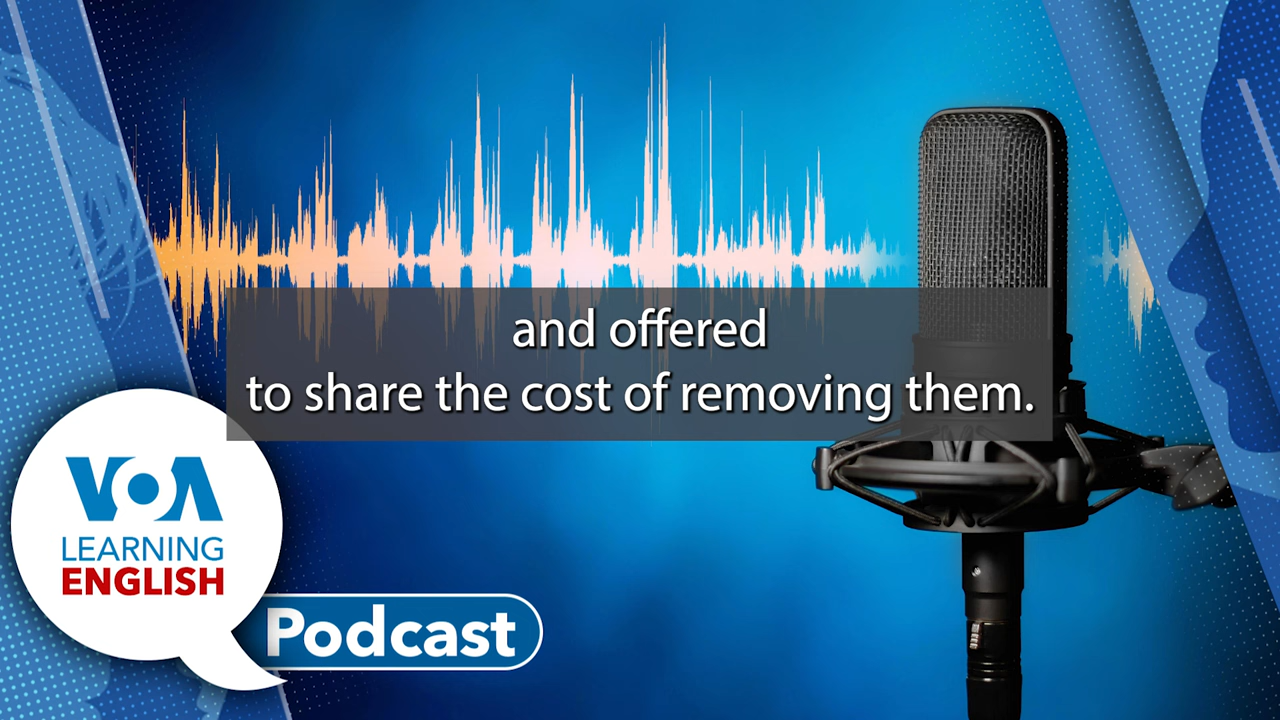 and offered
to share the cost of removing them.
VOA
LEARNING
ENGLISH
Podcast